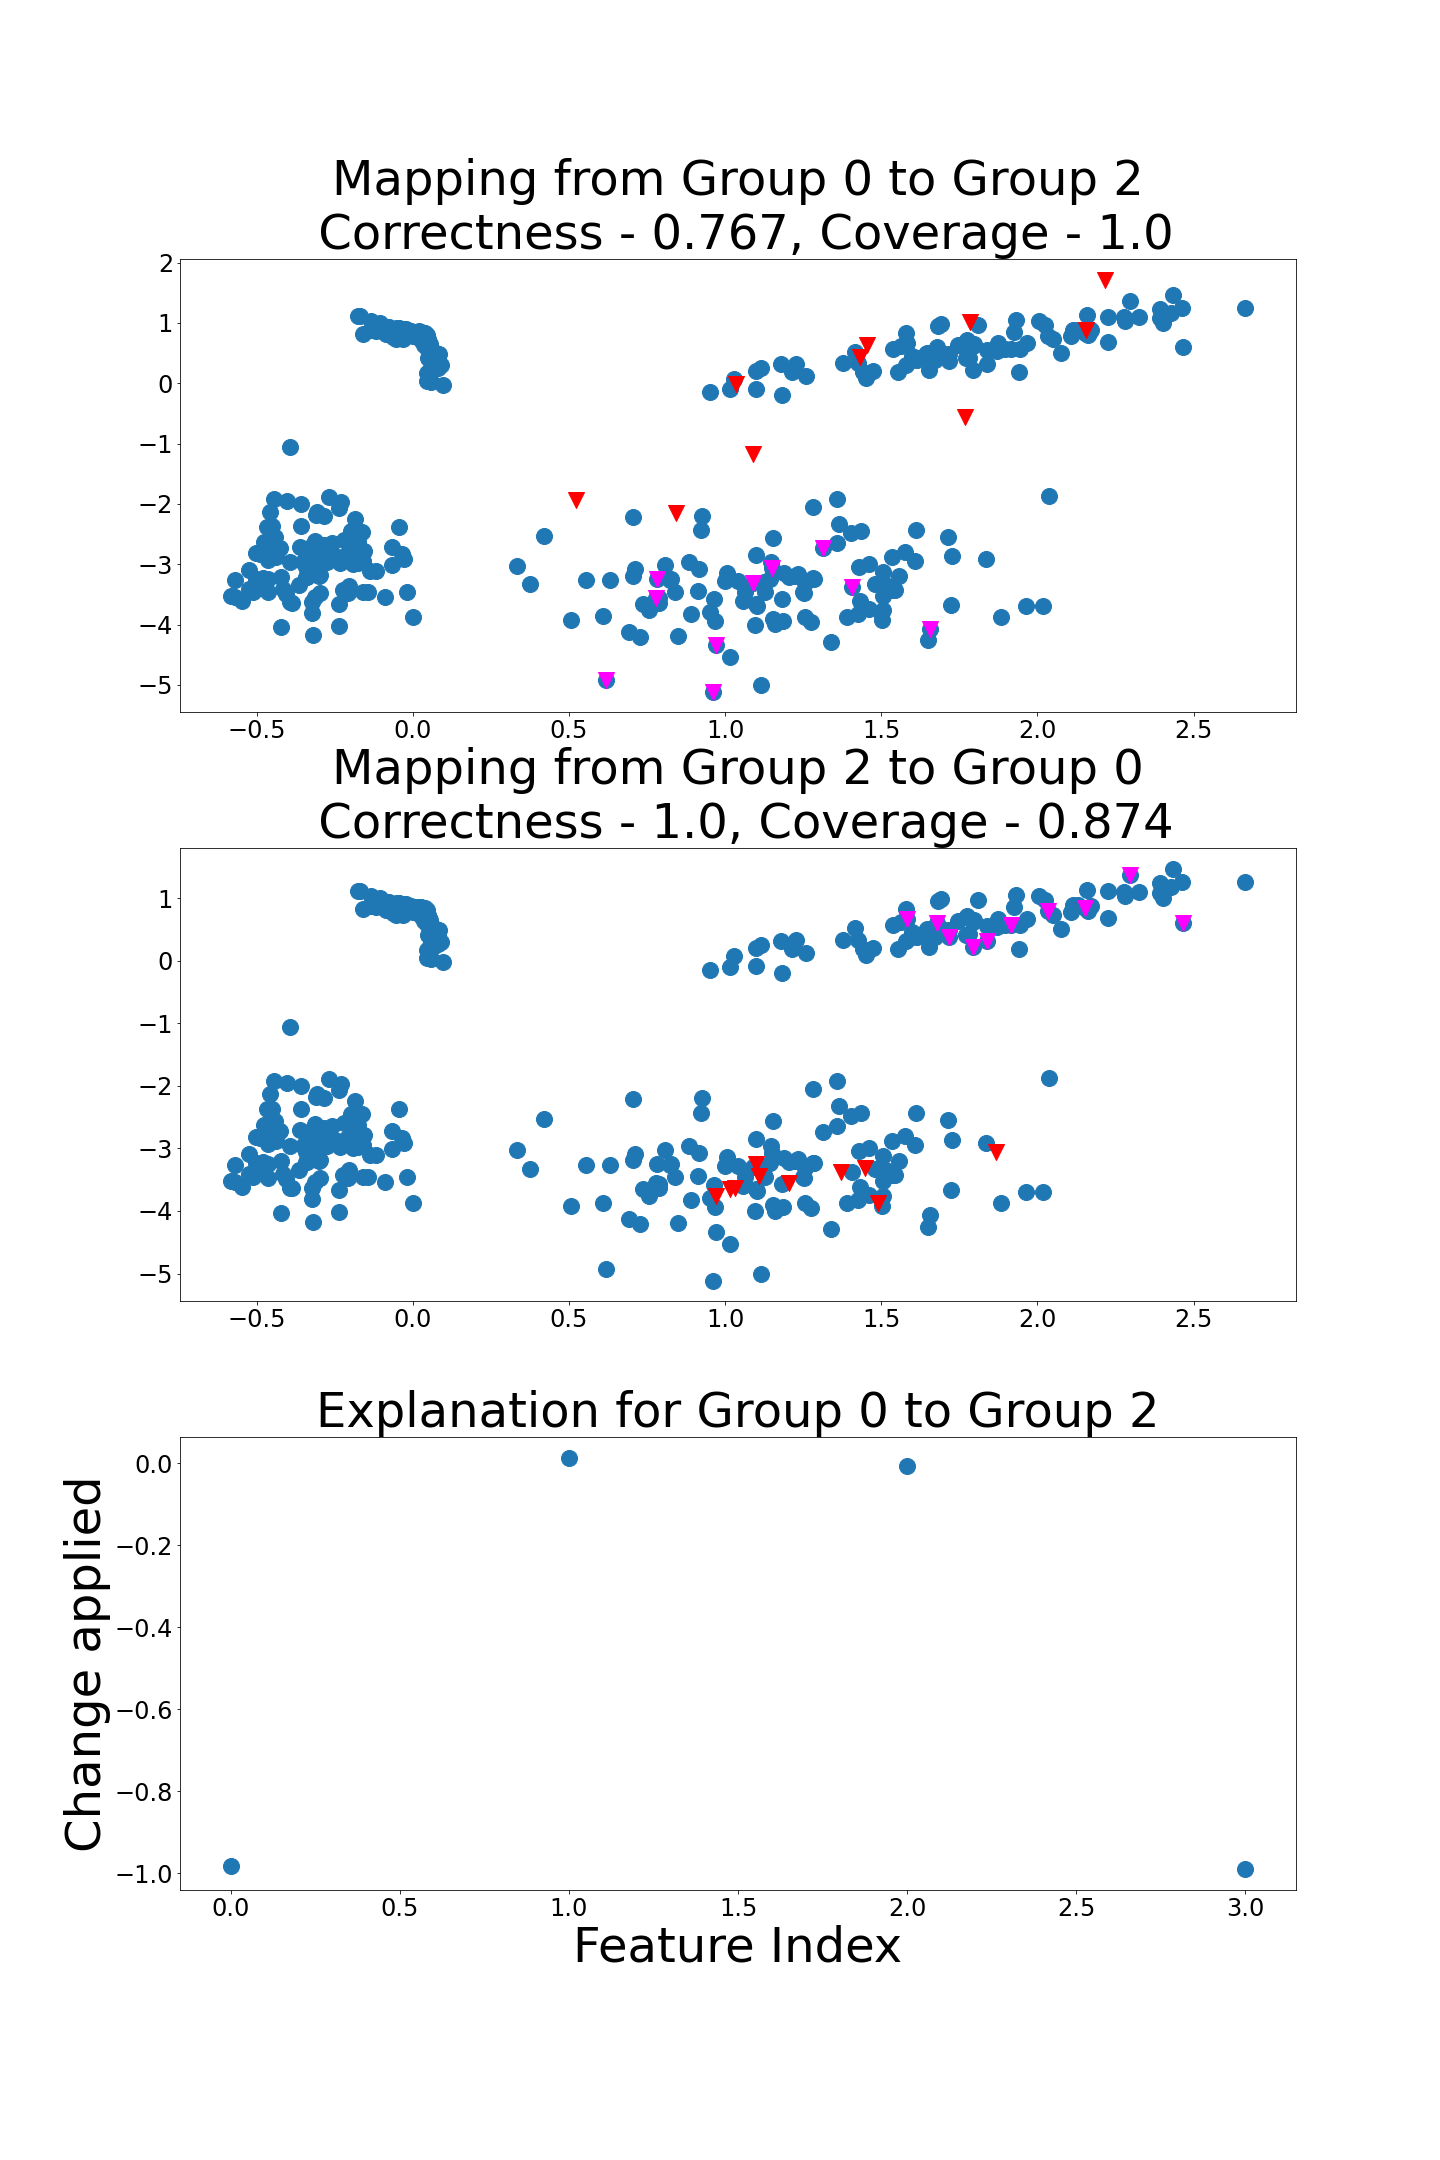 Mapping from Group 0 to Group 2
Correctness - 0.767, Coverage - 1.0
2
1
0
−1
−2
−3
−4
−5
−0.5 0.0 0.5 1.0 1.5 2.0 2.5
Mapping from Group 2 to Group 0
Correctness - 1.0, Coverage - 0.874
1
0
−1
−2
−3
−4
−5
−0.5 0.0 0.5 1.0 1.5 2.0 2.5
Explanation for Group 0 to Group 2
Change applied
0.0
−0.2
−0.4
−0.6
−0.8
−1.0
0.0 0.5 1.0 1.5 2.0 2.5 3.0
Feature Index